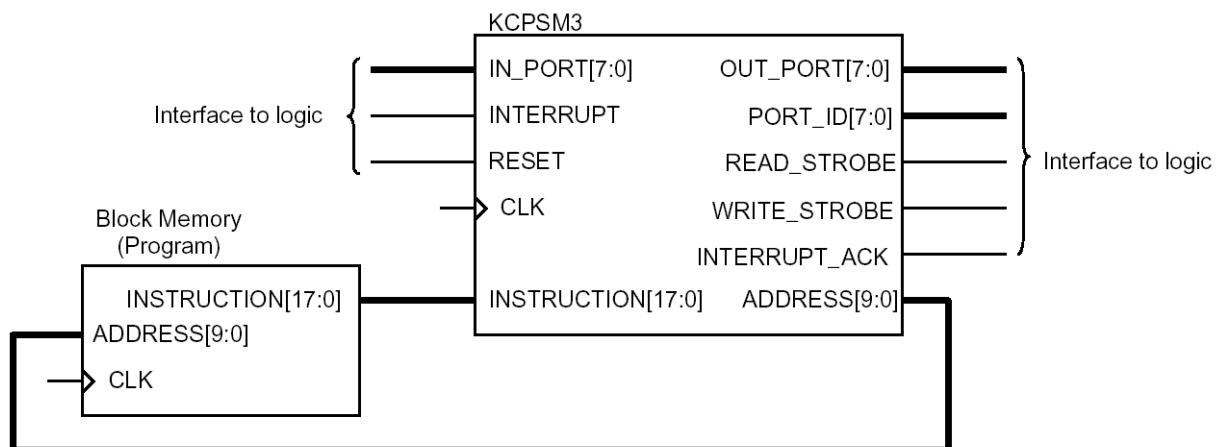 KCPSM3
IN_PORT[7:0]
OUT_PORT[7:0]
Interface to logic
INTERRUPT
PORT_ID[7:0]
RESET
READ_STROBE
Interface to logic
CLK
WRITE_STROBE
Block Memory
(Program)
INTERRUPT_ACK
INSTRUCTION[17:0]
INSTRUCTION[17:0]
ADDRESS[9:0]
ADDRESS[9:0]
CLK